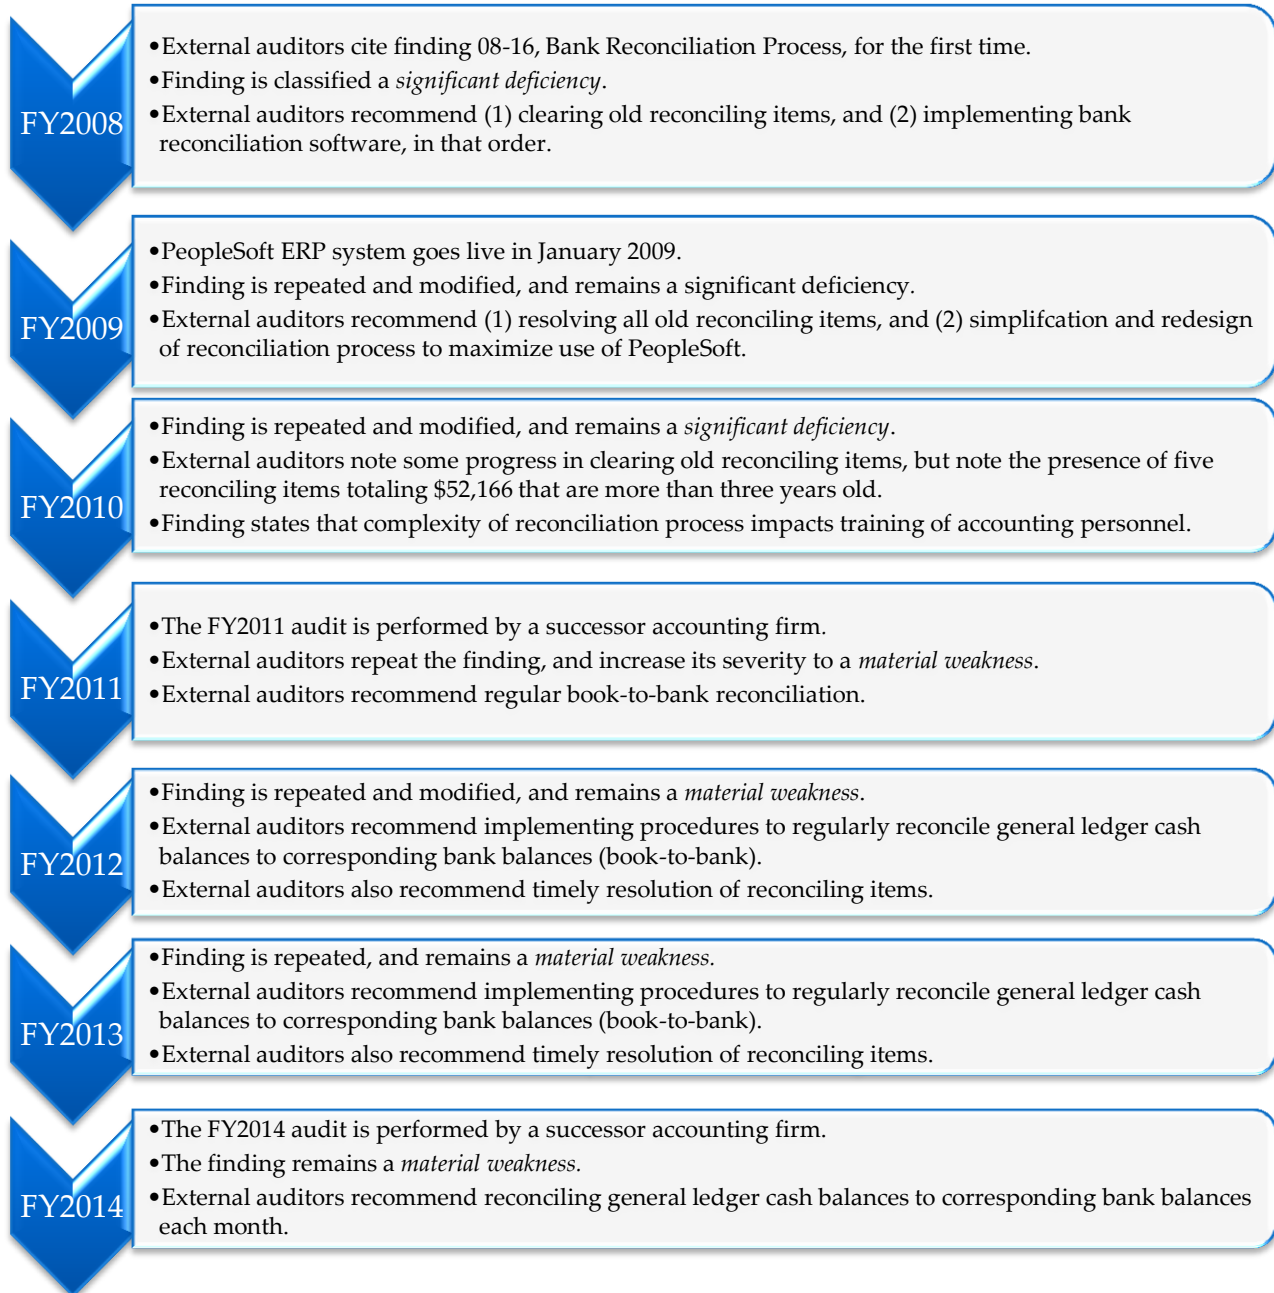 FY2008
•External auditors cite finding 08-16, Bank Reconciliation Process, for the first time.
•Finding is classified a significant deficiency.
•External auditors recommend (1) clearing old reconciling items, and (2) implementing bank
reconciliation software, in that order.
FY2009
•PeopleSoft ERP system goes live in January 2009.
•Finding is repeated and modified, and remains a significant deficiency.
•External auditors recommend (1) resolving all old reconciling items, and (2) simplifcation and redesign
of reconciliation process to maximize use of PeopleSoft.
FY2010
•Finding is repeated and modified, and remains a significant deficiency.
•External auditors note some progress in clearing old reconciling items, but note the presence of five
reconciling items totaling $52,166 that are more than three years old.
•Finding states that complexity of reconciliation process impacts training of accounting personnel.
FY2011
•The FY2011 audit is performed by a successor accounting firm.
•External auditors repeat the finding, and increase its severity to a material weakness.
•External auditors recommend regular book-to-bank reconciliation.
FY2012
•Finding is repeated and modified, and remains a material weakness.
•External auditors recommend implementing procedures to regularly reconcile general ledger cash
balances to corresponding bank balances (book-to-bank).
•External auditors also recommend timely resolution of reconciling items.
FY2013
•Finding is repeated, and remains a material weakness.
•External auditors recommend implementing procedures to regularly reconcile general ledger cash
balances to corresponding bank balances (book-to-bank).
•External auditors also recommend timely resolution of reconciling items.
FY2014
•The FY2014 audit is performed by a successor accounting firm.
•The finding remains a material weakness.
•External auditors recommend reconciling general ledger cash balances to corresponding bank balances
each month.